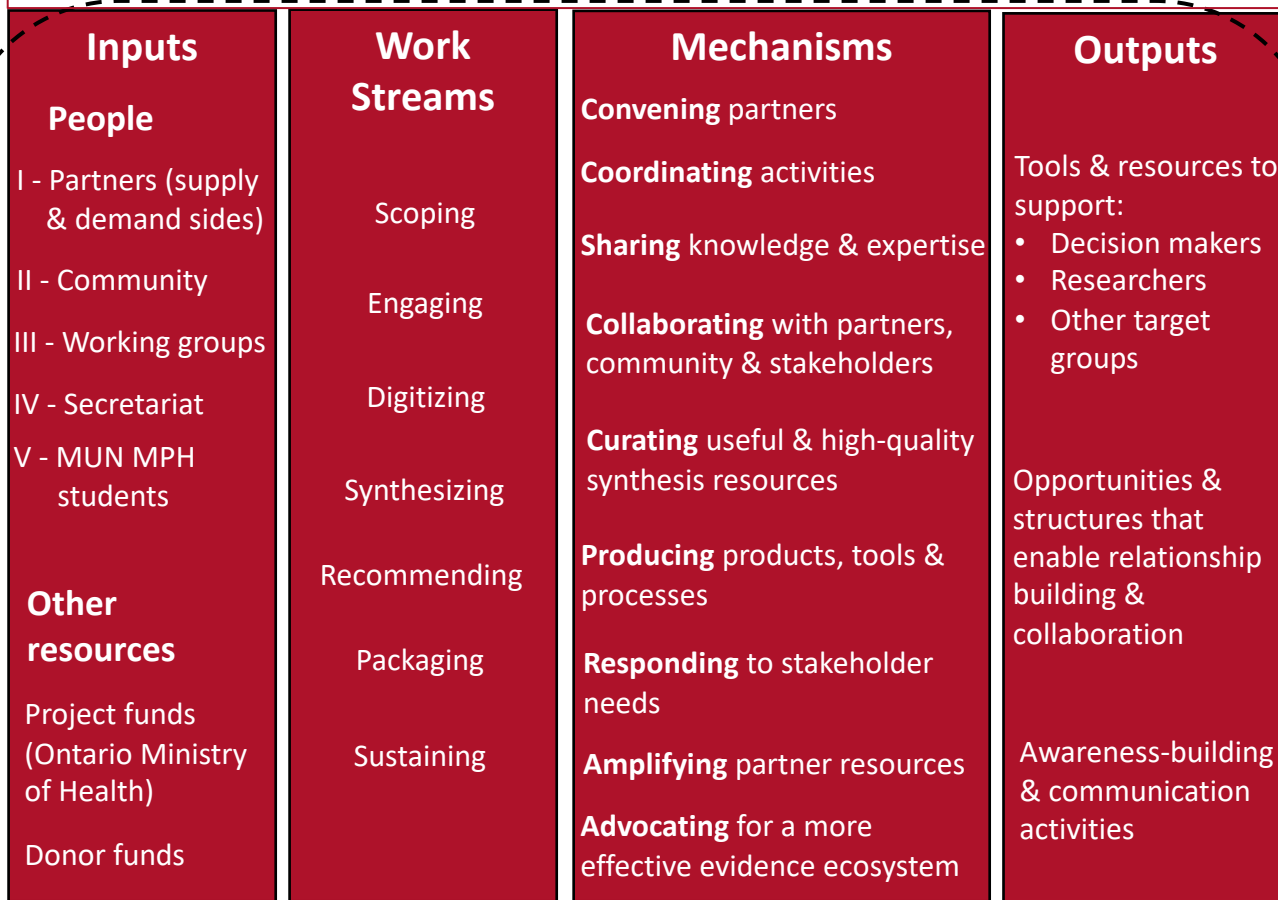 Inputs
People
I - Partners (supply
& demand sides)
II - Community
III - Working groups
IV - Secretariat
V - MUN MPH
students
Other
resources
Project funds
(Ontario Ministry
of Health)
Donor funds
Work
Streams
Scoping
Engaging
Digitizing
Synthesizing
Recommending
Packaging
Sustaining
Mechanisms
Convening partners
Coordinating activities
Sharing knowledge & expertise
Collaborating with partners,
community & stakeholders
Curating useful & high-quality
synthesis resources
Producing products, tools &
processes
Responding to stakeholder
needs
Amplifying partner resources
Advocating for a more
effective evidence ecosystem
Outputs
Tools & resources to
support:
• Decision makers
• Researchers
• Other target
groups
Opportunities &
structures that
enable relationship
building &
collaboration
Awareness-building
& communication
activities